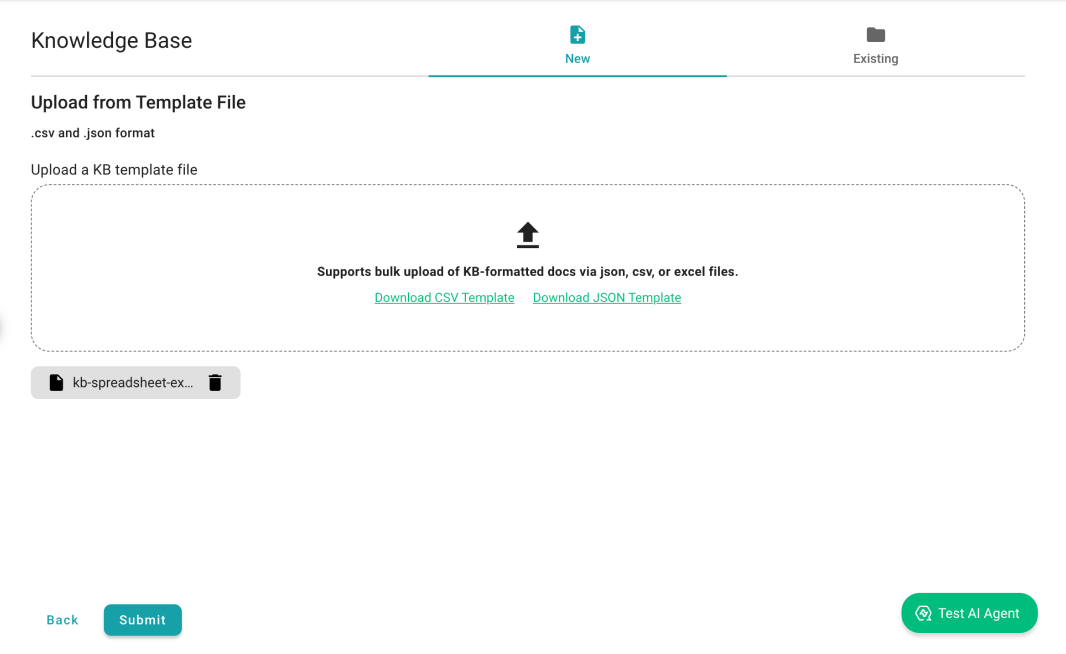 Knowledge Base
New
Existing
Upload from Template File
.csv and .json format
Upload a KB template file
Supports bulk upload of KB-formatted docs via json, csv, or excel files.
Download CSV Template Download JSON Template
kb-spreadsheet-ex...
Back Submit
Test AI Agent